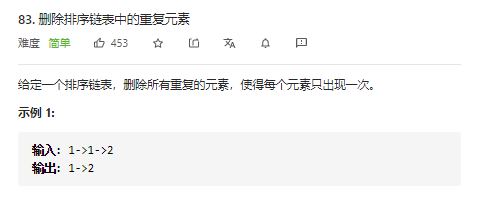 83. 删除排序链表中的重复元素
难度 简单 453
给定一个排序链表，删除所有重复的元素，使得每个元素只出现一次。
示例 1:
输入: 1->1->2
输出: 1->2